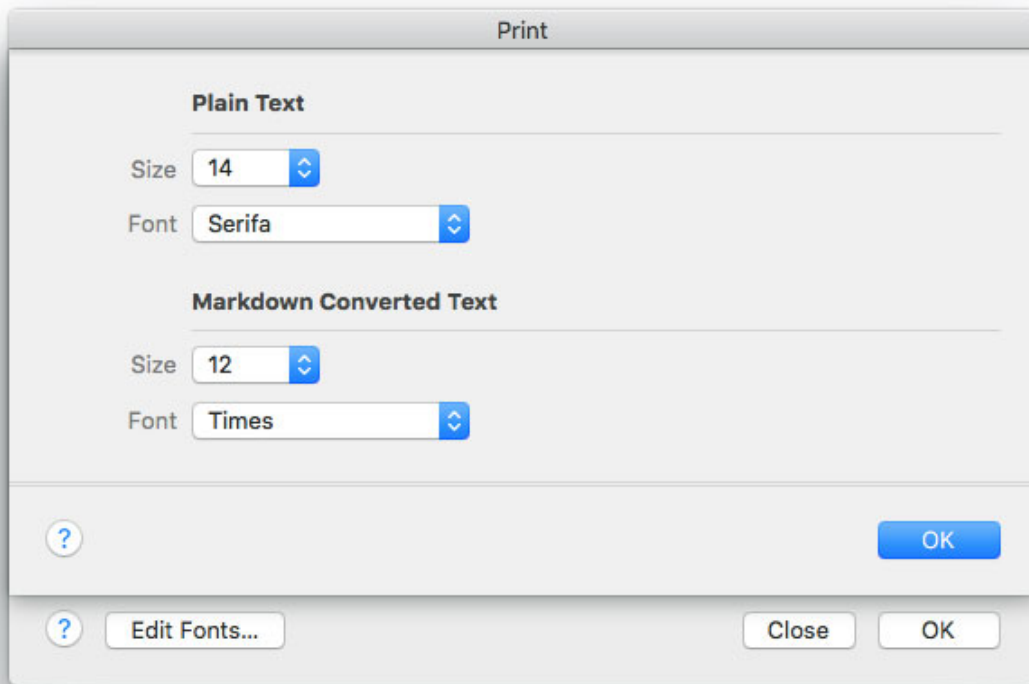 Print
Plain Text
Size 14
Font Serifa
Markdown Converted Text
Size 12
Font Times
? OK
? Edit Fonts... Close OK